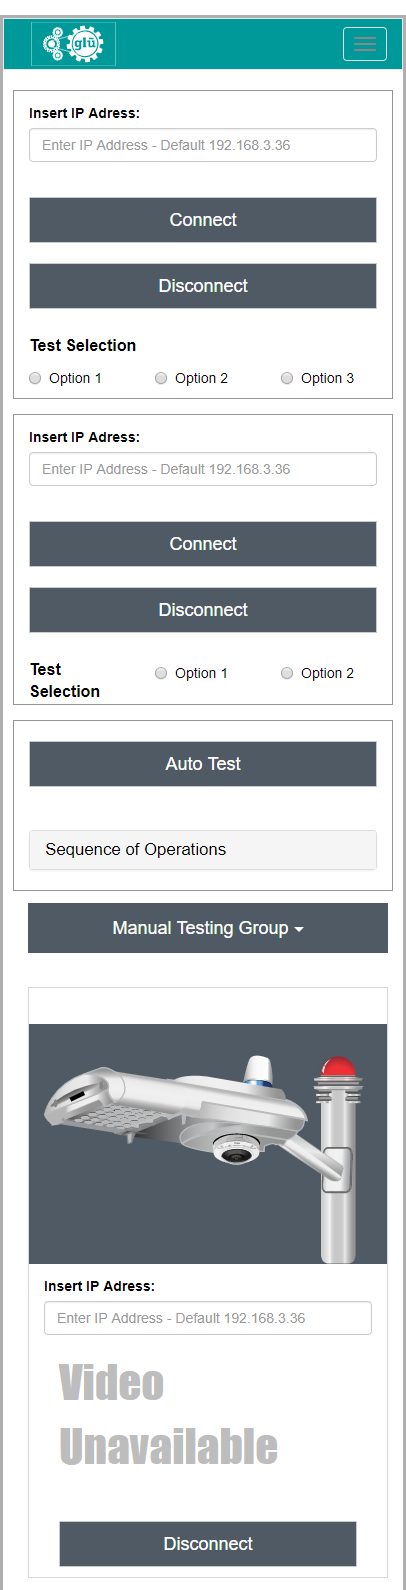 glü
Insert IP Adress:
Enter IP Address - Default 192.168.3.36
Connect
Disconnect
Test Selection
Option 1 Option 2 Option 3
Insert IP Adress:
Enter IP Address - Default 192.168.3.36
Connect
Disconnect
Test
Selection
Option 1 Option 2
Auto Test
Sequence of Operations
Manual Testing Group
Insert IP Adress:
Enter IP Address - Default 192.168.3.36
Video
Unavailable
Disconnect